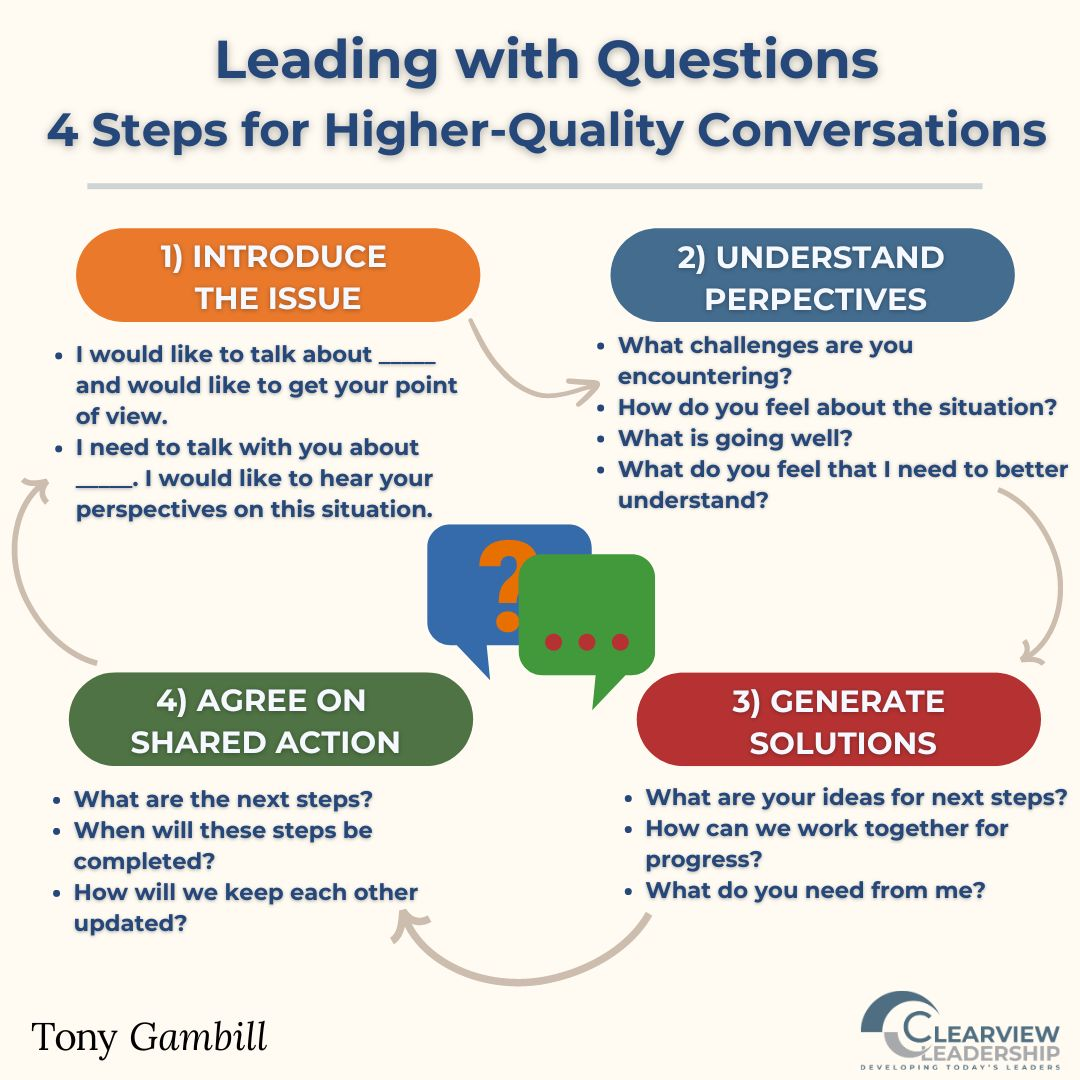 Leading with Questions
4 Steps for Higher-Quality Conversations
1) INTRODUCE
THE ISSUE
• I would like to talk about _____
and would like to get your point
of view.
• I need to talk with you about
_____. I would like to hear your
perspectives on this situation.
2) UNDERSTAND
PERPECTIVES
• What challenges are you
encountering?
• How do you feel about the situation?
• What is going well?
• What do you feel that I need to better
understand?
?
3) GENERATE
SOLUTIONS
• What are your ideas for next steps?
• How can we work together for
progress?
• What do you need from me?
4) AGREE ON
SHARED ACTION
• What are the next steps?
• When will these steps be
completed?
• How will we keep each other
updated?
Tony Gambill
CLEARVIEW
LEADERSHIP
DEVELOPING TODAY'S LEADERS